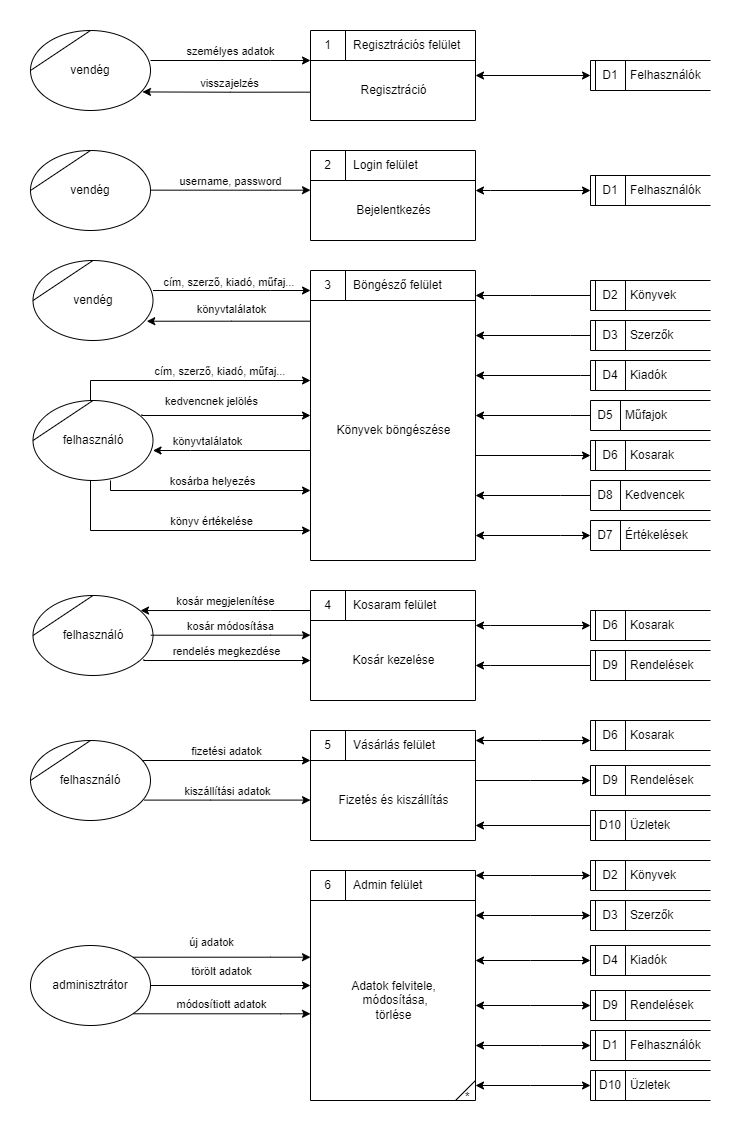 1 Regisztrációs felület
személyes adatok
vendég
visszajelzés
Regisztráció
D1 Felhasználók
2 Login felület
username, password
vendég
Bejelentkezés
D1 Felhasználók
3 Böngésző felület
cím, szerző, kiadó, műfaj...
vendég
könyvtalálatok
D2 Könyvek
D3 Szerzők
cím, szerző, kiadó, műfaj...
D4 Kiadók
kedvencnek jelölés
D5 Műfajok
felhasználó
könyvtalálatok
Könyvek böngészése
D6 Kosarak
kosárba helyezés
D8 Kedvencek
könyv értékelése
D7 Értékelések
kosár megjelenítése
4 Kosaram felület
kosár módosítása
felhasználó
rendelés megkezdése
Kosár kezelése
D6 Kosarak
D9 Rendelések
5 Vásárlás felület
fizetési adatok
felhasználó
kiszállítási adatok
Fizetés és kiszállítás
D6 Kosarak
D9 Rendelések
D10 Üzletek
6 Admin felület
új adatok
törölt adatok
adminisztrátor
módosítiott adatok
Adatok felvitele,
módosítása,
törlése
*
D2 Könyvek
D3 Szerzők
D4 Kiadók
D9 Rendelések
D1 Felhasználók
D10 Üzletek